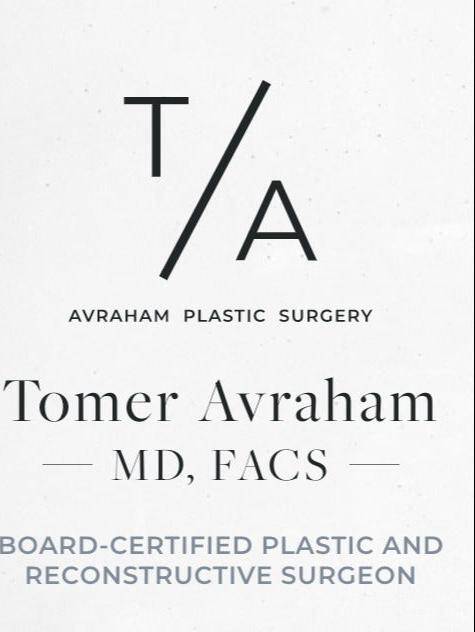 T/A
AVRAHAM PLASTIC SURGERY
Tomer Avraham
MD, FACS
BOARD-CERTIFIED PLASTIC AND
RECONSTRUCTIVE SURGEON